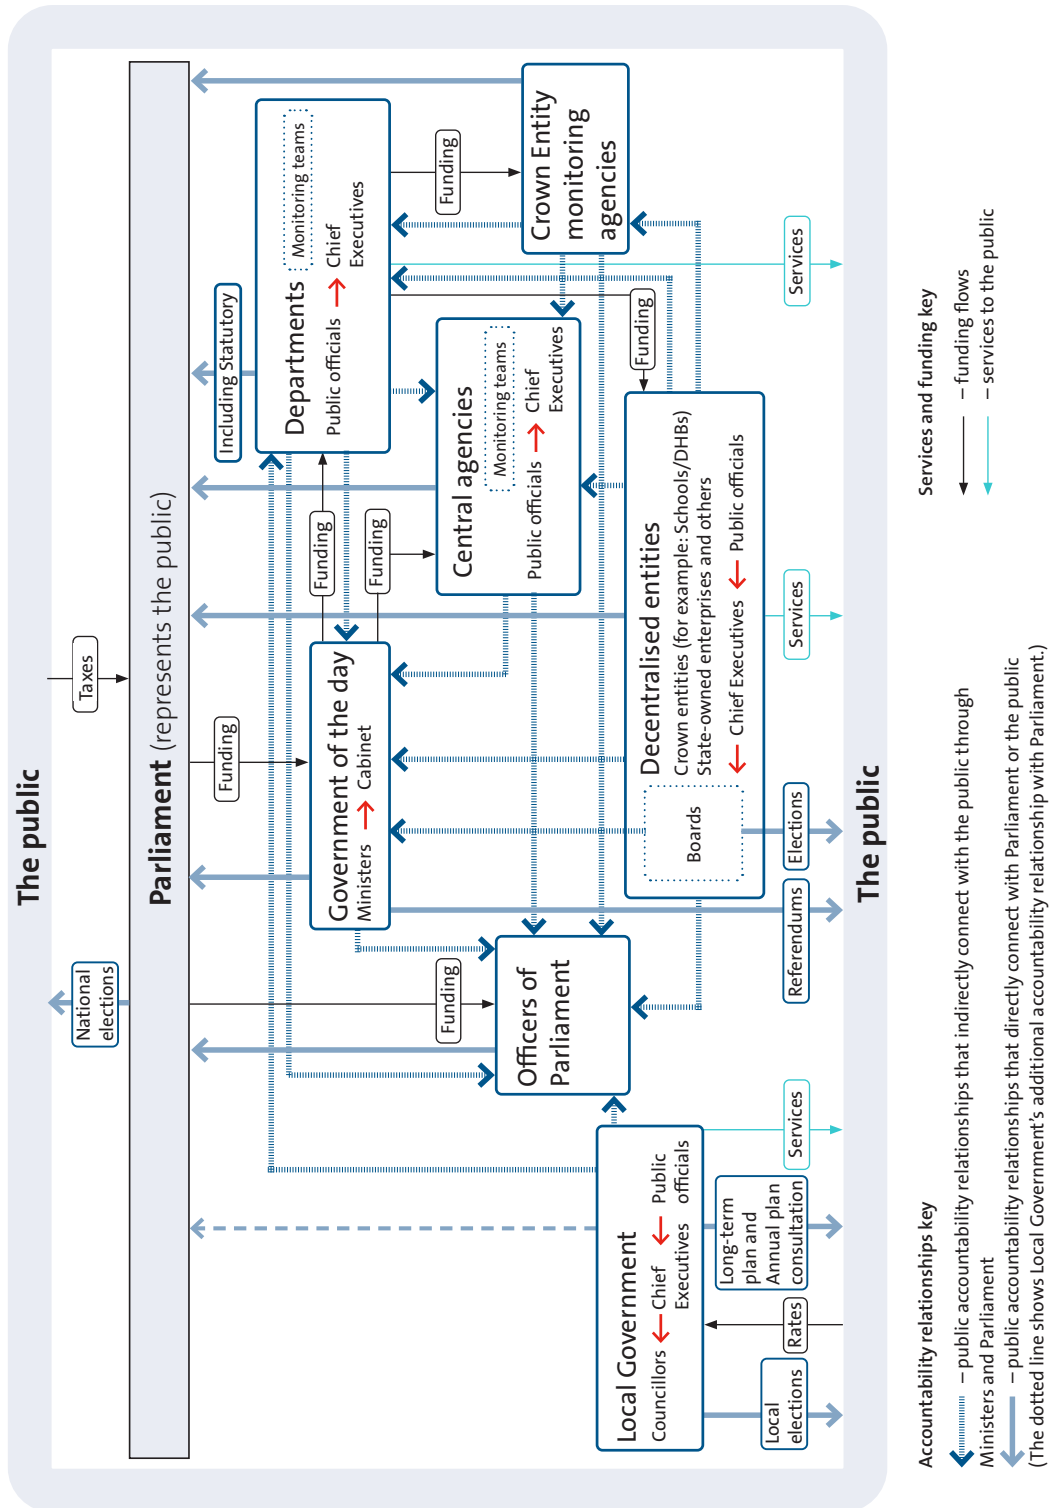 The public
National
elections
Taxes
Parliament (represents the public)
Funding
Including Statutory
Departments
Monitoring teams
Public officials
Chief
Executives
Government of the day
Ministers
Cabinet
Funding
Funding
Funding
Funding
Central agencies
Monitoring teams
Public officials
Chief
Executives
Officers of
Parliament
Crown Entity
monitoring
agencies
Funding
Local Government
Councillors
Chief
Executives
Public
officials
Decentralised entities
Crown entities (for example: Schools/DHBs)
State-owned enterprises and others
Boards
Chief Executives
Public officials
Local
elections
Rates
Long-term
plan and
Annual plan
consultation
Services
Referendums
Elections
Services
Services
The public
Accountability relationships key
– public accountability relationships that indirectly connect with the public through
Ministers and Parliament
– public accountability relationships that directly connect with Parliament or the public
(The dotted line shows Local Government's additional accountability relationship with Parliament.)
Services and funding key
– funding flows
– services to the public